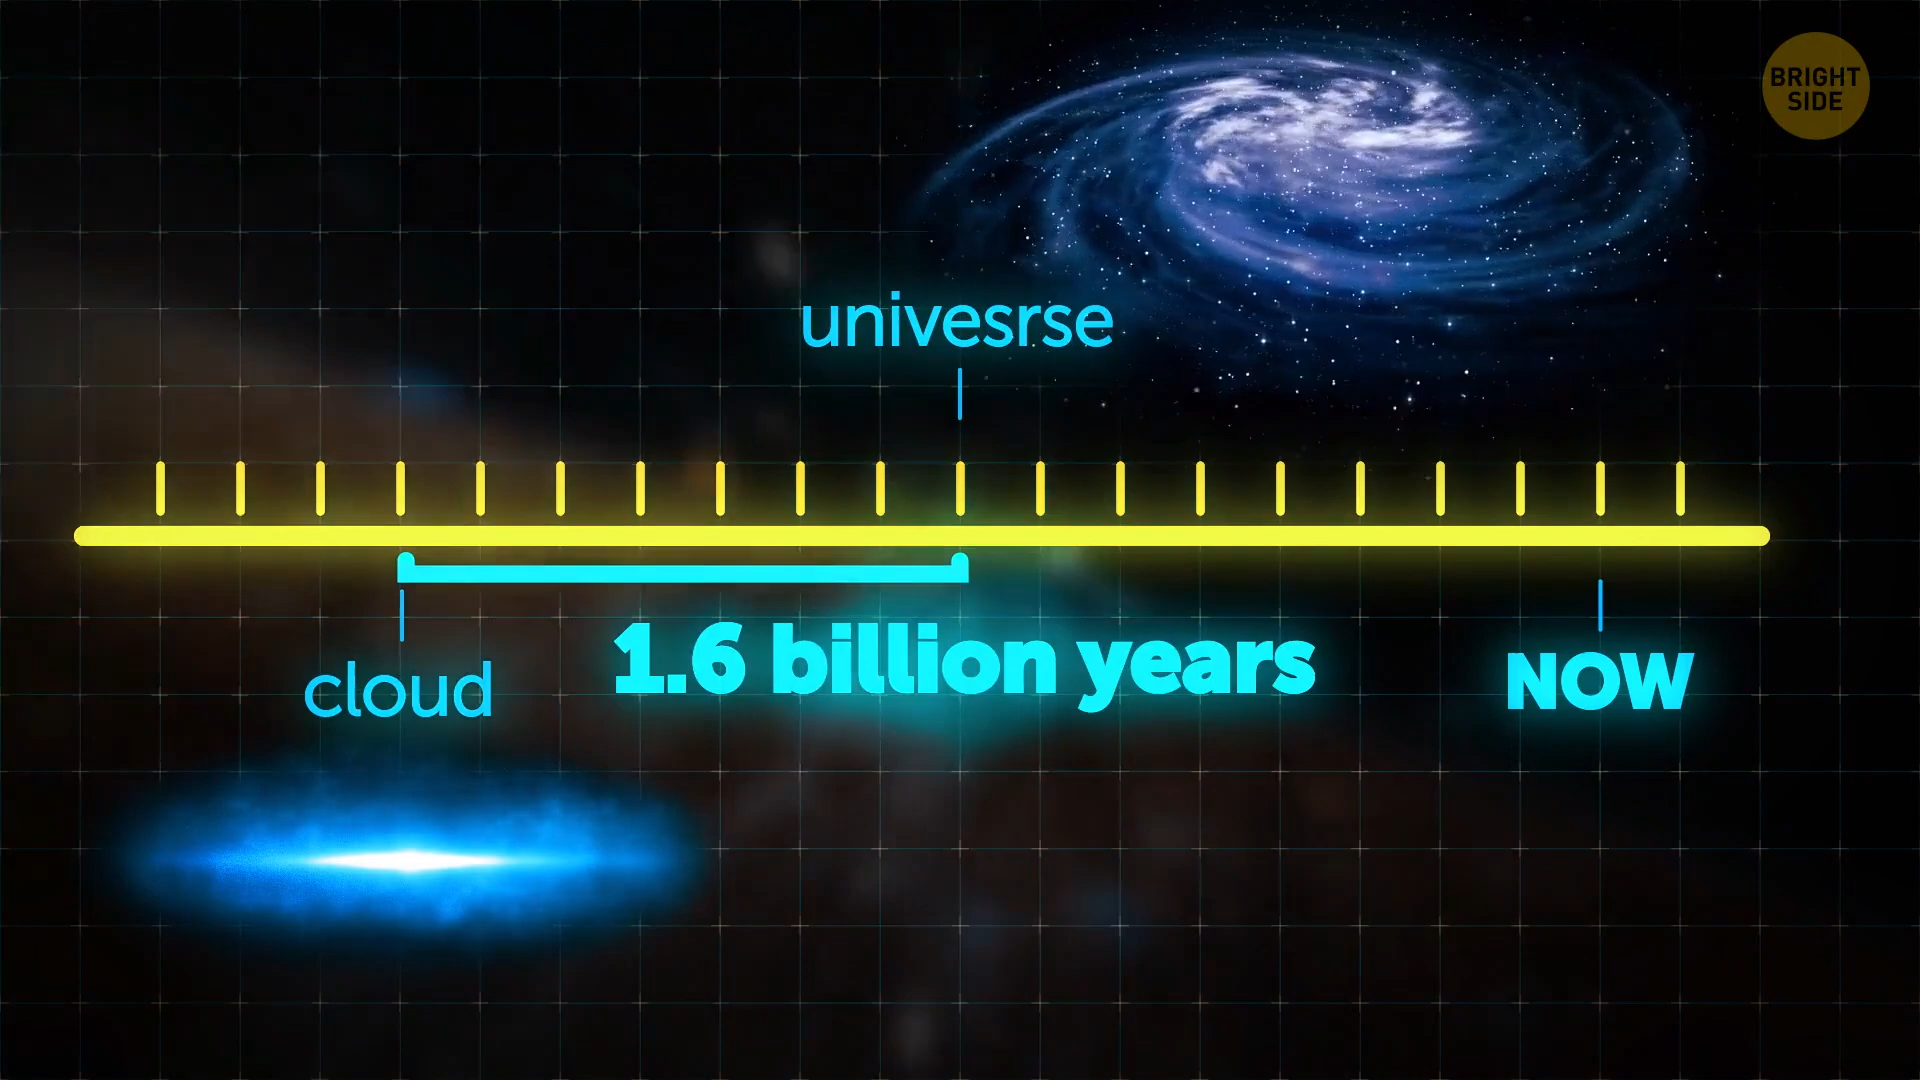 BRIGHT
SIDE
univesrse
1.6 billion years
NOW
cloud